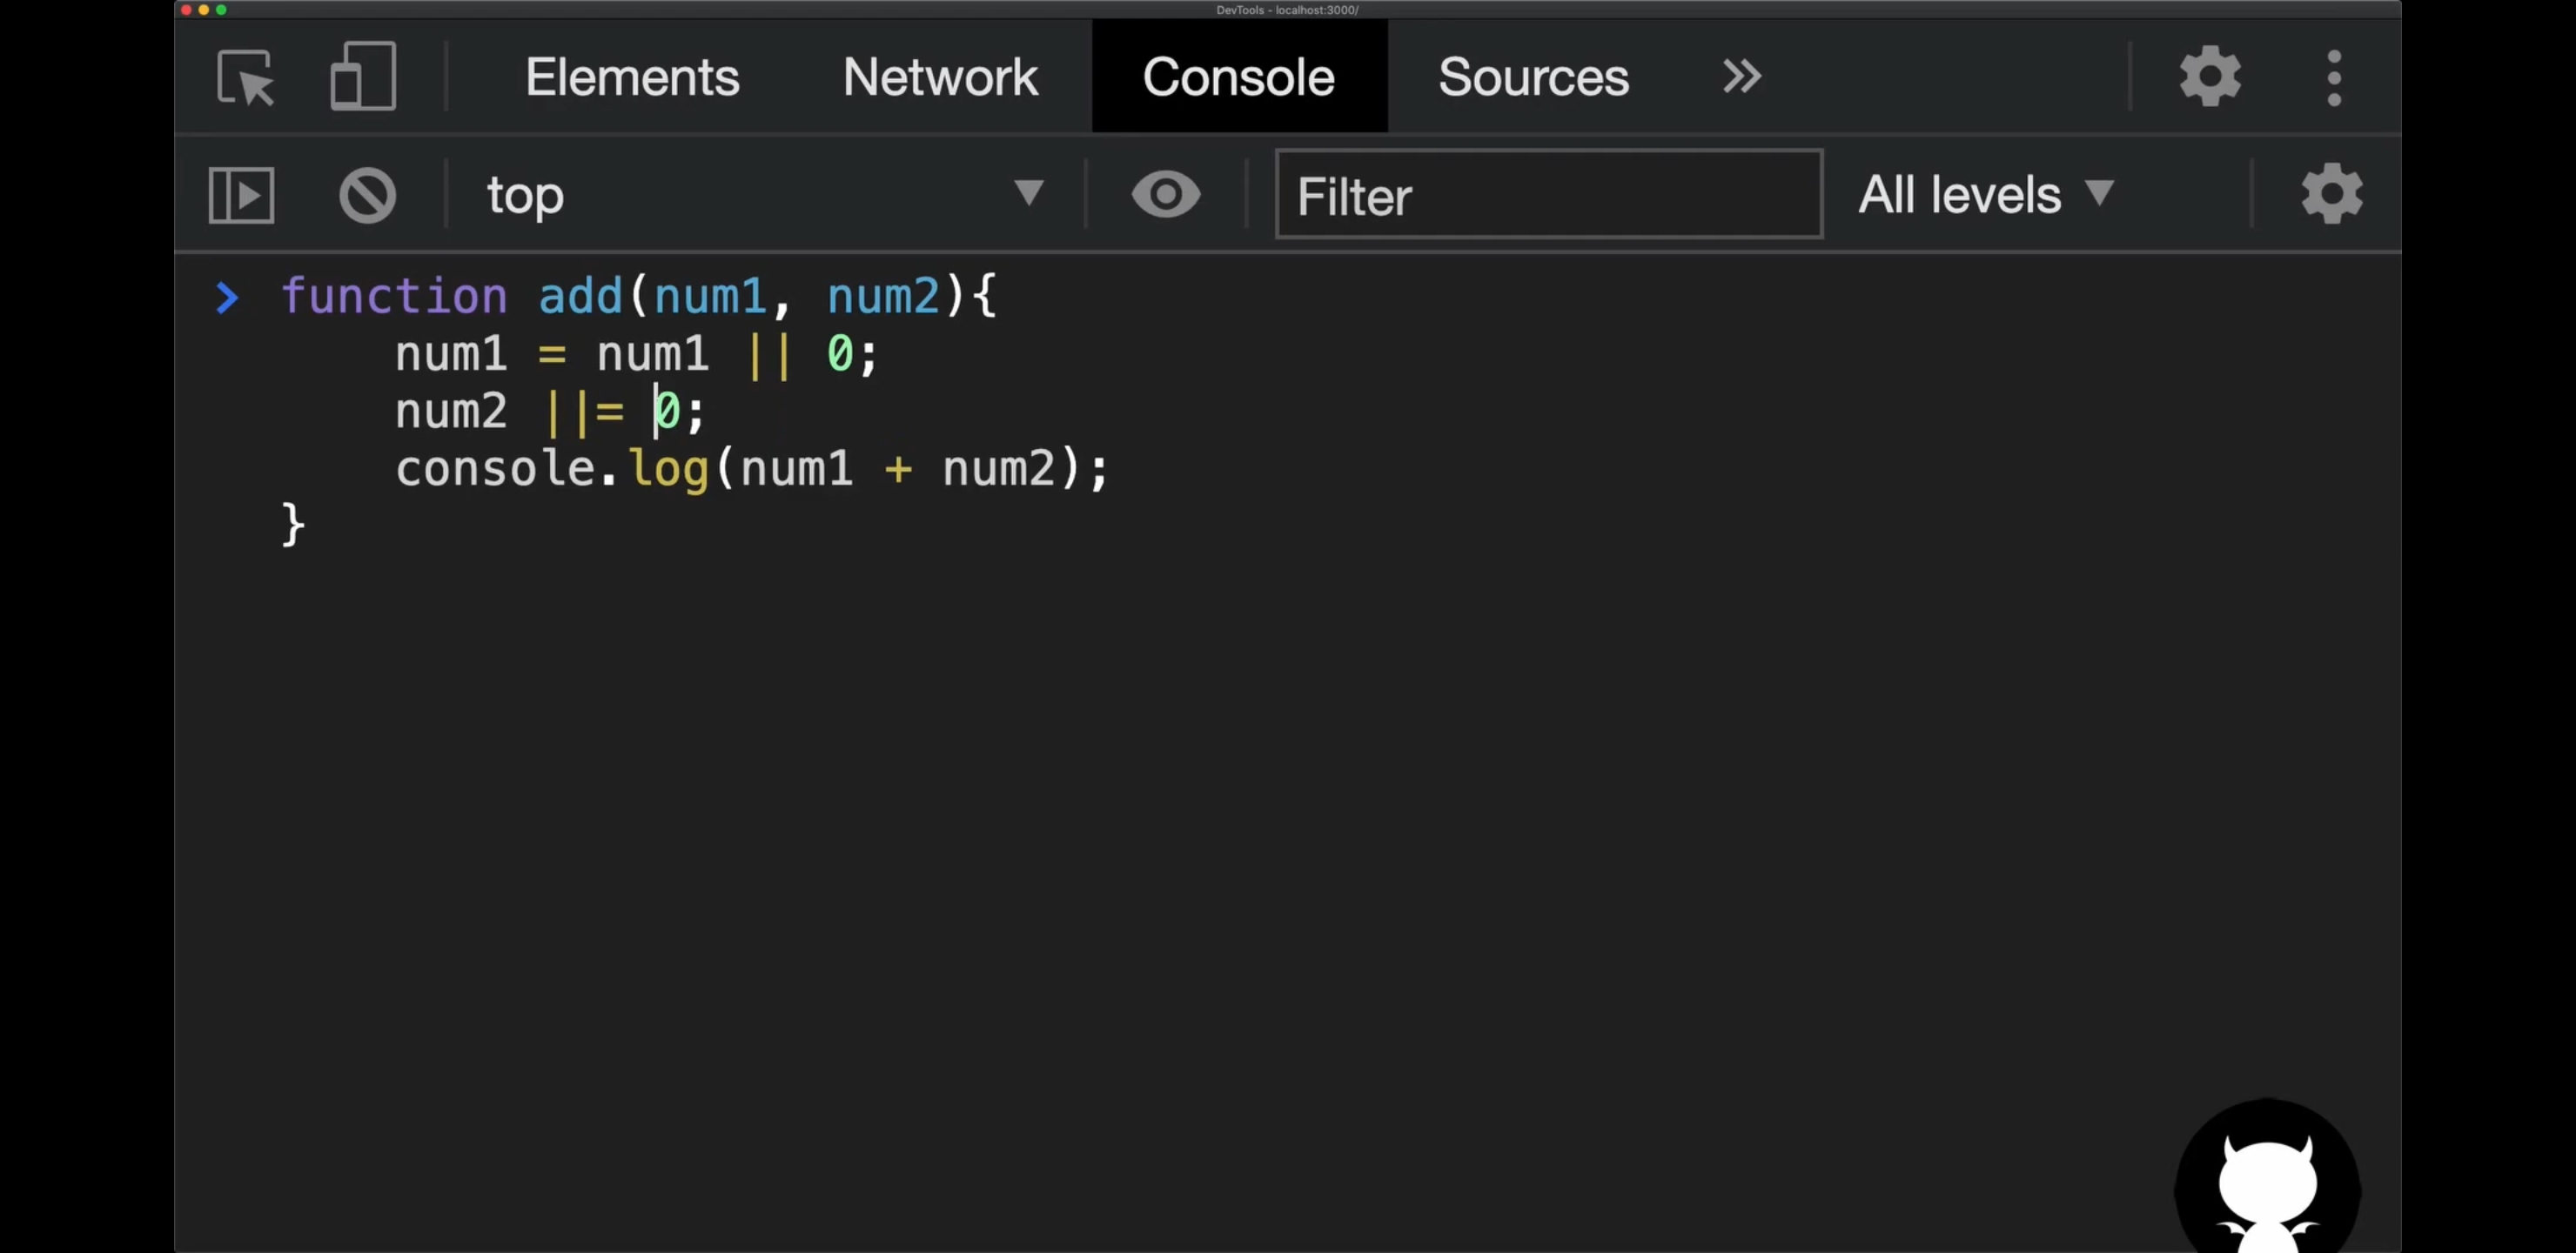 DevTools - localhost:3000/
Elements Network Console Sources »
top Filter All levels
function add(num1, num2){
num1 = num1 || 0;
num2 ||= 0;
console.log(num1 + num2);
}